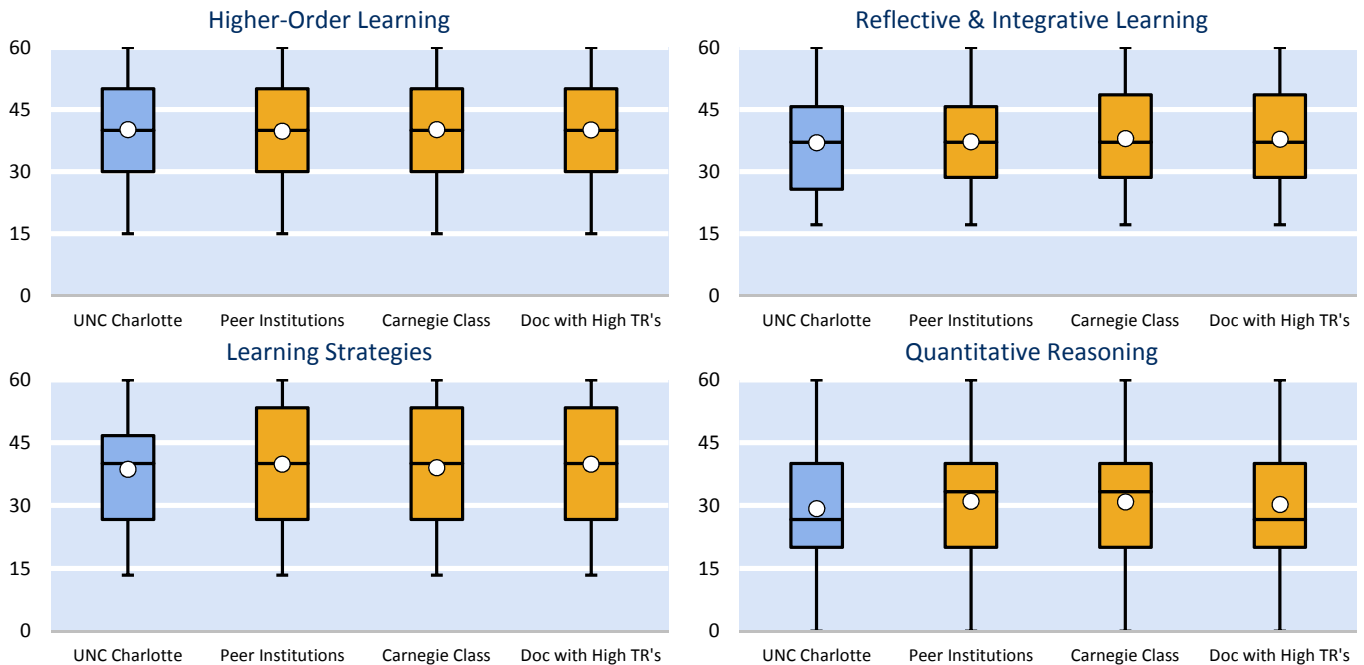 Higher-Order Learning
60
45
30
15
0
UNC Charlotte Peer Institutions Carnegie Class Doc with High TR's
Reflective & Integrative Learning
60
45
30
15
0
UNC Charlotte Peer Institutions Carnegie Class Doc with High TR's
Learning Strategies
60
45
30
15
0
UNC Charlotte Peer Institutions Carnegie Class Doc with High TR's
Quantitative Reasoning
60
45
30
15
0
UNC Charlotte Peer Institutions Carnegie Class Doc with High TR's